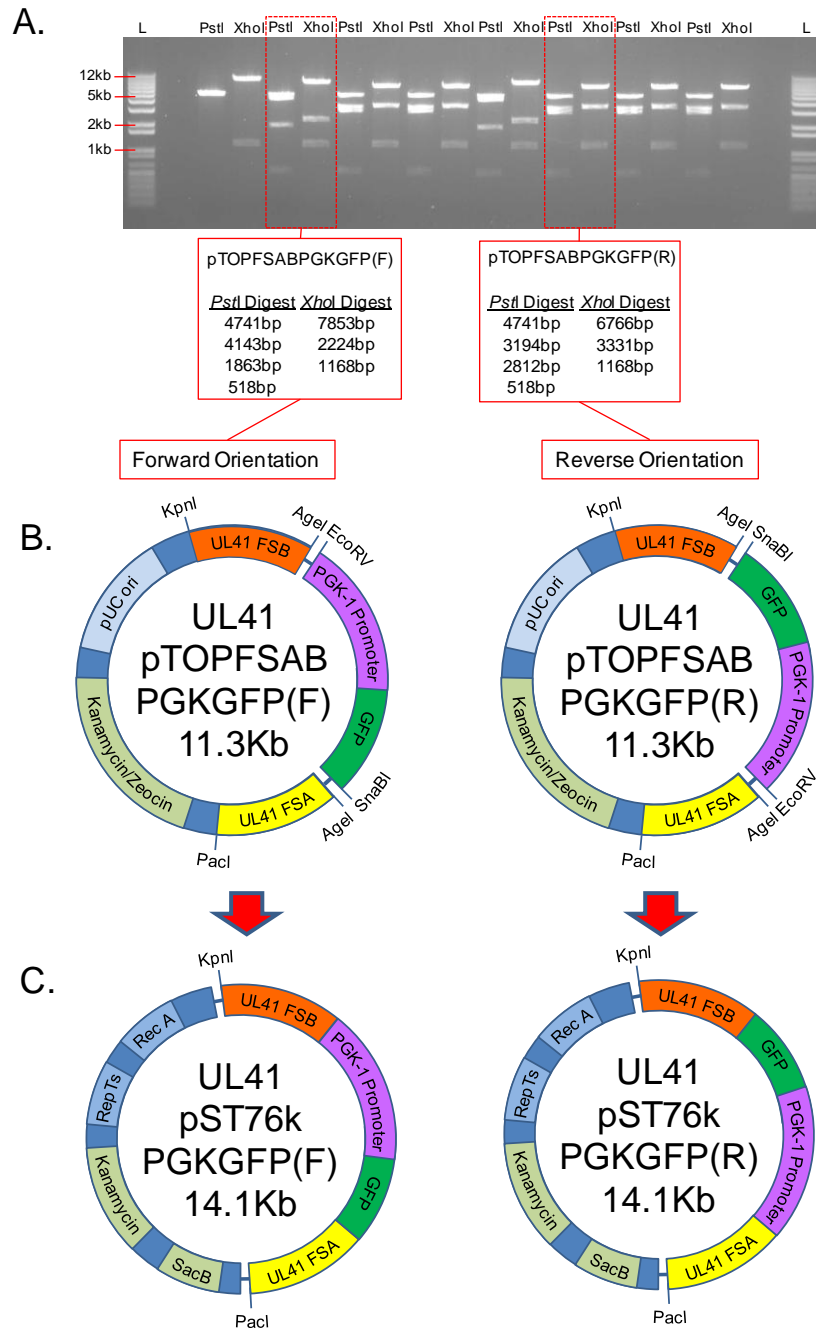 A.
L PstI XhoI PstI XhoI PstI XhoI PstI XhoI PstI XhoI PstI XhoI PstI XhoI PstI XhoI L
12kb
5kb
2kb
1kb
pTOPFSABPGKGFP(F)
PstI Digest XhoI Digest
4741bp 7853bp
4143bp 2224bp
1863bp 1168bp
518bp
pTOPFSABPGKGFP(R)
PstI Digest XhoI Digest
4741bp 6766bp
3194bp 3331bp
2812bp 1168bp
518bp
Forward Orientation
Reverse Orientation
B.
KpnI
UL41 FSB
AgeI EcoRV
PGK-1 Promoter
GFP
AgeI SnaBI
UL41 FSA
PacI
Kanamycin/Zeocin
pUC ori
UL41
pTOPFSAB
PGKGFP(F)
11.3Kb
KpnI
UL41 FSB
AgeI SnaBI
GFP
PGK-1 Promoter
AgeI EcoRV
UL41 FSA
PacI
Kanamycin/Zeocin
pUC ori
UL41
pTOPFSAB
PGKGFP(R)
11.3Kb
C.
KpnI
UL41 FSB
PGK-1 Promoter
GFP
UL41 FSA
PacI
SacB
Kanamycin
RepTs
Rec A
UL41
pST76k
PGKGFP(F)
14.1Kb
KpnI
UL41 FSB
GFP
PGK-1 Promoter
UL41 FSA
PacI
SacB
Kanamycin
RepTs
Rec A
UL41
pST76k
PGKGFP(R)
14.1Kb